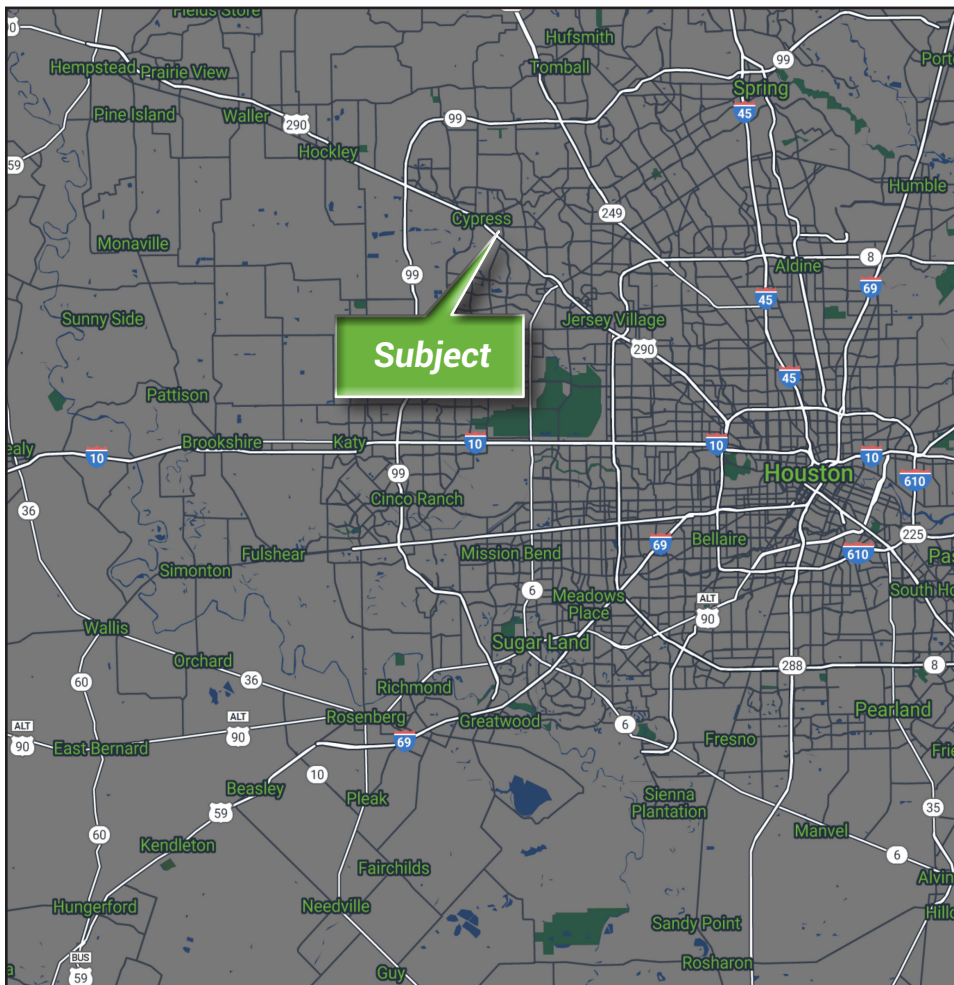 Fields Store
Hufsmith
Hempstead
Prairie View
Tomball
99
Spring
Pine Island
Waller
290
99
45
59
Hockley
Humble
Cypress
249
Monaville
8
Aldine
99
69
45
Sunny Side
Jersey Village
290
Subject
45
Pattison
Brookshire
Katy
10
10
10
10
99
Houston
610
Cinco Ranch
36
225
Fulshear
Mission Bend
69
Bellaire
610
Simonton
6
Meadows
Place
ALT
90
Wallis
Sugar Land
Orchard
288
8
60
36
Richmond
Rosenberg
Greatwood
Pearland
ALT
90
ALT
90
East Bernard
69
6
Fresno
10
Beasley
Pleak
Sienna
Plantation
59
35
60
Manvel
Kendleton
6
Fairchilds
Hungerford
Needville
Sandy Point
BUS
59
Guy
Rosharon